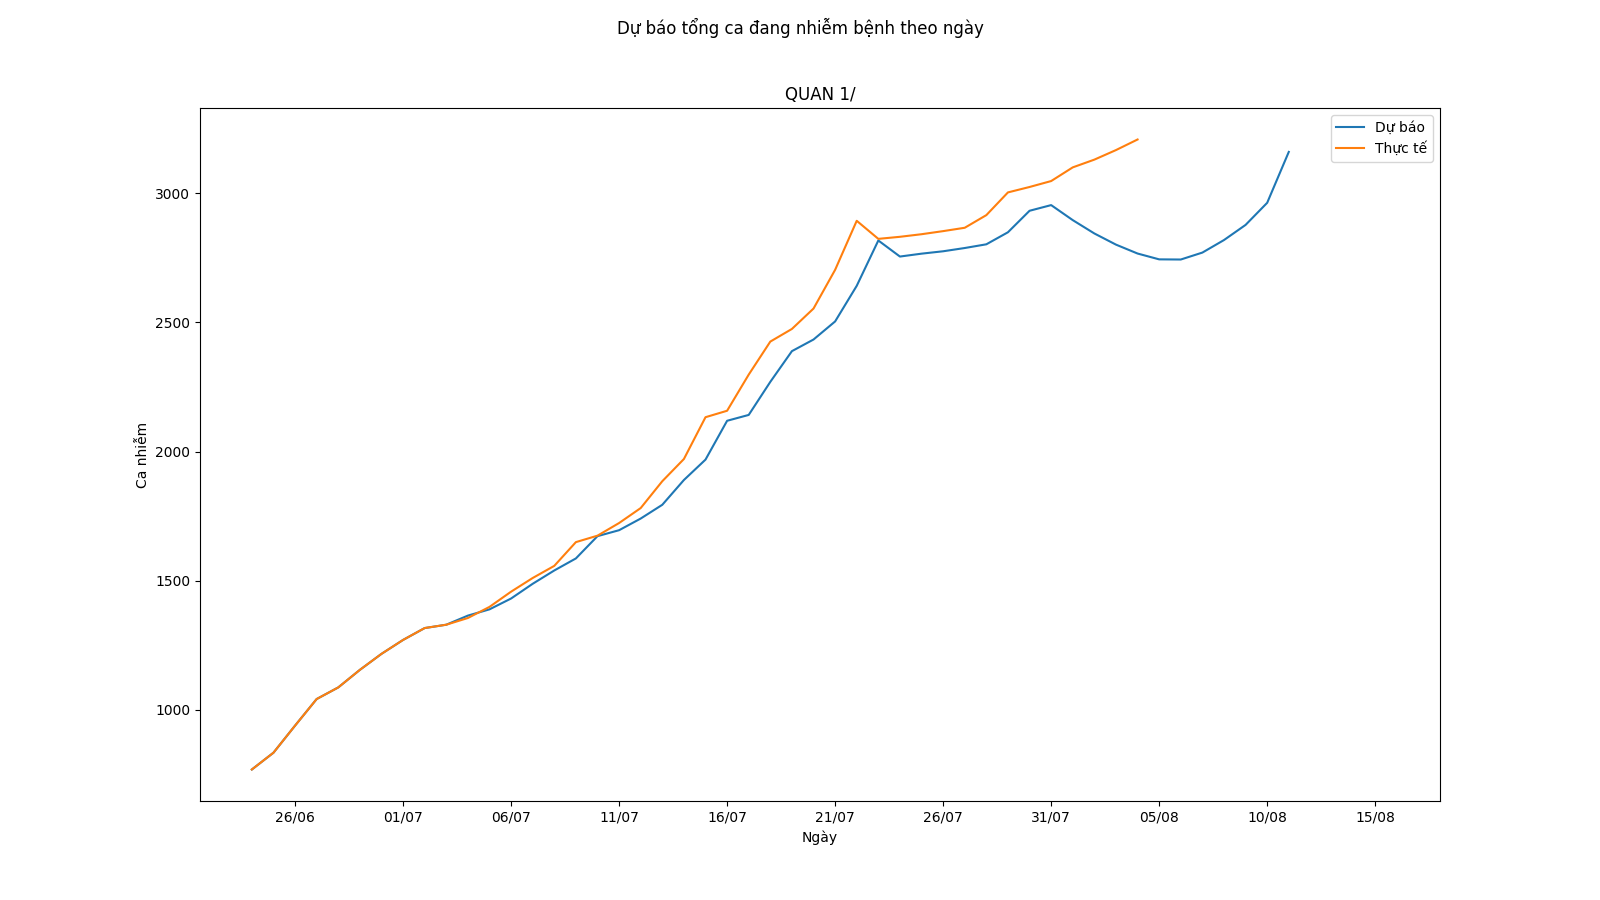 Dự báo tổng ca đang nhiễm bệnh theo ngày
QUAN 1/
Dự báo
Thực tế
3000
2500
2000
1500
1000
Ca nhiễm
26/06 01/07 06/07 11/07 16/07 21/07 26/07 31/07 05/08 10/08 15/08
Ngày